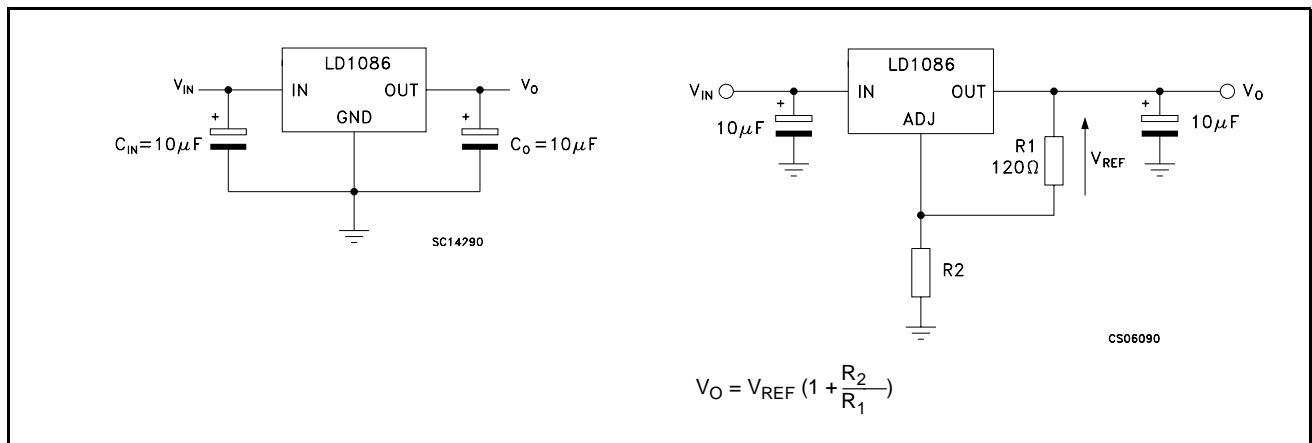 LD1086
V_IN IN OUT V_O
GND
+ +
C_IN=10μF C_O=10μF
SC14290
LD1086
V_IN IN OUT V_O
ADJ
+ +
10μF 10μF
R1
120Ω
V_REF
R2
CS06090
V_O = V_REF (1 + R_2/R_1)